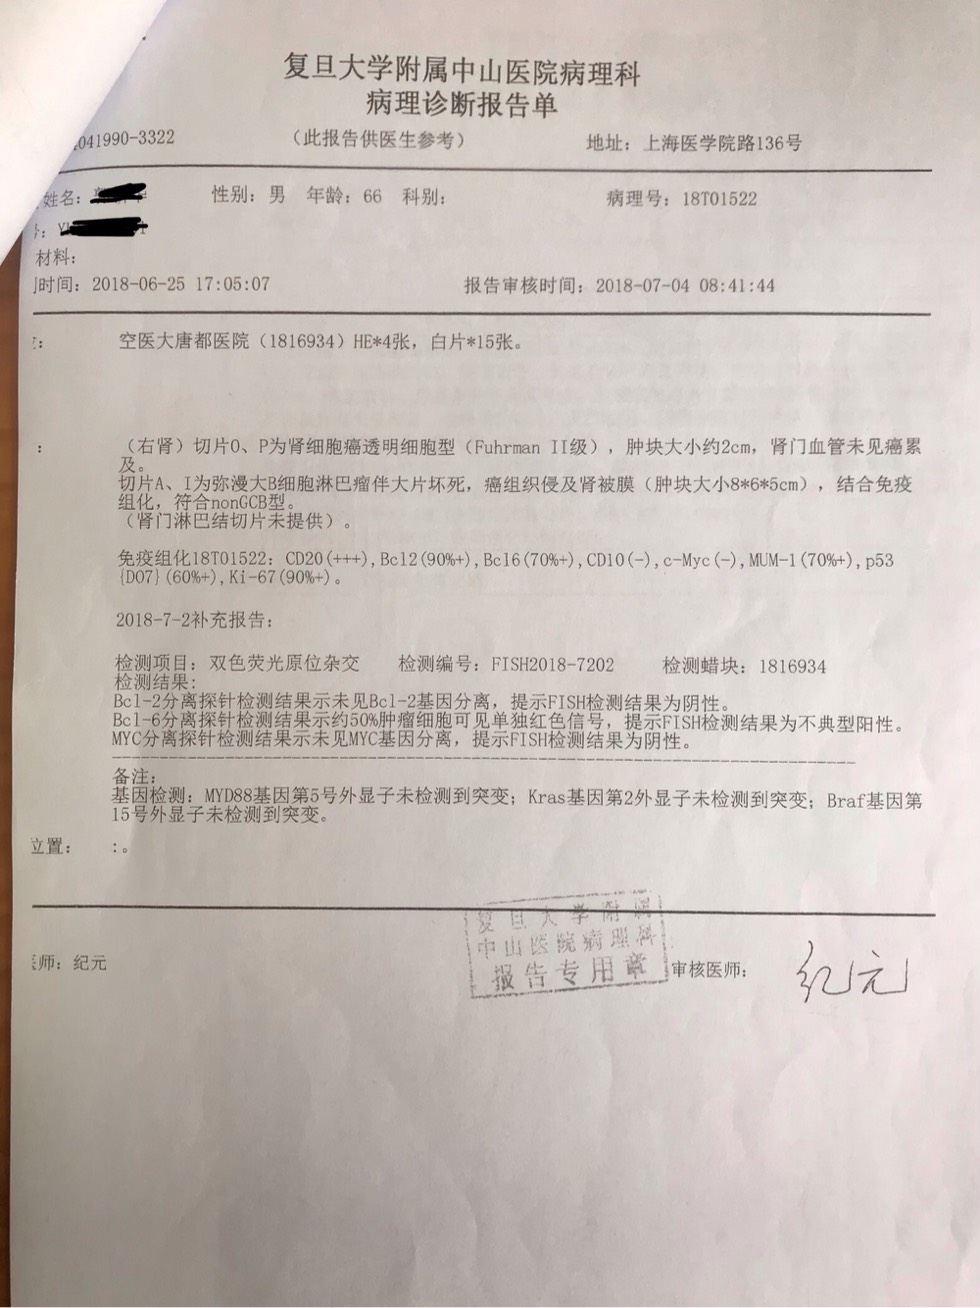 复旦大学附属中山医院病理科
病理诊断报告单
041990-3322 （此报告供医生参考） 地址：上海医学院路136号
姓名： 性别：男 年龄：66 科别： 病理号：18T01522
材料：
时间：2018-06-25 17:05:07 报告审核时间：2018-07-04 08:41:44
： 空医大唐都医院（1816934）HE*4张，白片*15张。
： （右肾）切片O、P为肾细胞癌透明细胞型（Fuhrman II级），肿块大小约2cm，肾门血管未见癌累
及。
切片A、I为弥漫大B细胞淋巴瘤伴大片坏死，癌组织侵及肾被膜（肿块大小8*6*5cm），结合免疫
组化，符合nonGCB型。
（肾门淋巴结切片未提供）。
免疫组化18T01522：CD20(+++),Bcl2(90%+),Bcl6(70%+),CD10(-),c-Myc(-),MUM-1(70%+),p53
{DO7}(60%+),Ki-67(90%+)。
2018-7-2补充报告：
检测项目：双色荧光原位杂交 检测编号：FISH2018-7202 检测蜡块：1816934
检测结果：
Bcl-2分离探针检测结果示未见Bcl-2基因分离，提示FISH检测结果为阴性。
Bcl-6分离探针检测结果示约50%肿瘤细胞可见单独红色信号，提示FISH检测结果为不典型阳性。
MYC分离探针检测结果示未见MYC基因分离，提示FISH检测结果为阴性。
备注：
基因检测：MYD88基因第5号外显子未检测到突变；Kras基因第2外显子未检测到突变；Braf基因第
15号外显子未检测到突变。
位置： ：。
复旦大学附属
中山医院病理科
报告专用章
医师：纪元 审核医师： 纪元